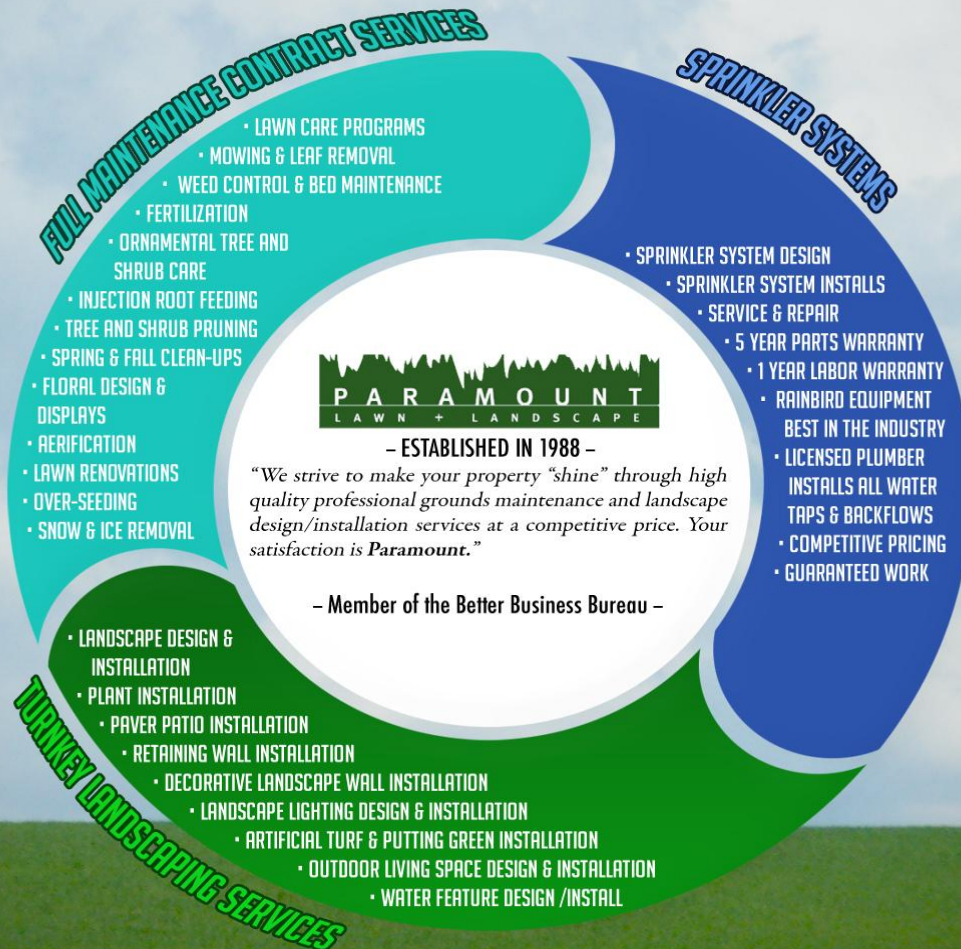 FULL MAINTENANCE CONTRACT SERVICES
· LAWN CARE PROGRAMS
· MOWING & LEAF REMOVAL
· WEED CONTROL & BED MAINTENANCE
· FERTILIZATION
· ORNAMENTAL TREE AND
SHRUB CARE
· INJECTION ROOT FEEDING
· TREE AND SHRUB PRUNING
· SPRING & FALL CLEAN-UPS
· FLORAL DESIGN &
DISPLAYS
· AERIFICATION
· LAWN RENOVATIONS
· OVER-SEEDING
· SNOW & ICE REMOVAL
SPRINKLER SYSTEMS
· SPRINKLER SYSTEM DESIGN
· SPRINKLER SYSTEM INSTALLS
· SERVICE & REPAIR
· 5 YEAR PARTS WARRANTY
· 1 YEAR LABOR WARRANTY
· RAINBIRD EQUIPMENT
BEST IN THE INDUSTRY
· LICENSED PLUMBER
INSTALLS ALL WATER
TAPS & BACKFLOWS
· COMPETITIVE PRICING
· GUARANTEED WORK
PARAMOUNT
LAWN + LANDSCAPE
– ESTABLISHED IN 1988 –
"We strive to make your property "shine" through high
quality professional grounds maintenance and landscape
design/installation services at a competitive price. Your
satisfaction is Paramount."
– Member of the Better Business Bureau –
TURNKEY LANDSCAPING SERVICES
· LANDSCAPE DESIGN &
INSTALLATION
· PLANT INSTALLATION
· PAVER PATIO INSTALLATION
· RETAINING WALL INSTALLATION
· DECORATIVE LANDSCAPE WALL INSTALLATION
· LANDSCAPE LIGHTING DESIGN & INSTALLATION
· ARTIFICIAL TURF & PUTTING GREEN INSTALLATION
· OUTDOOR LIVING SPACE DESIGN & INSTALLATION
· WATER FEATURE DESIGN /INSTALL